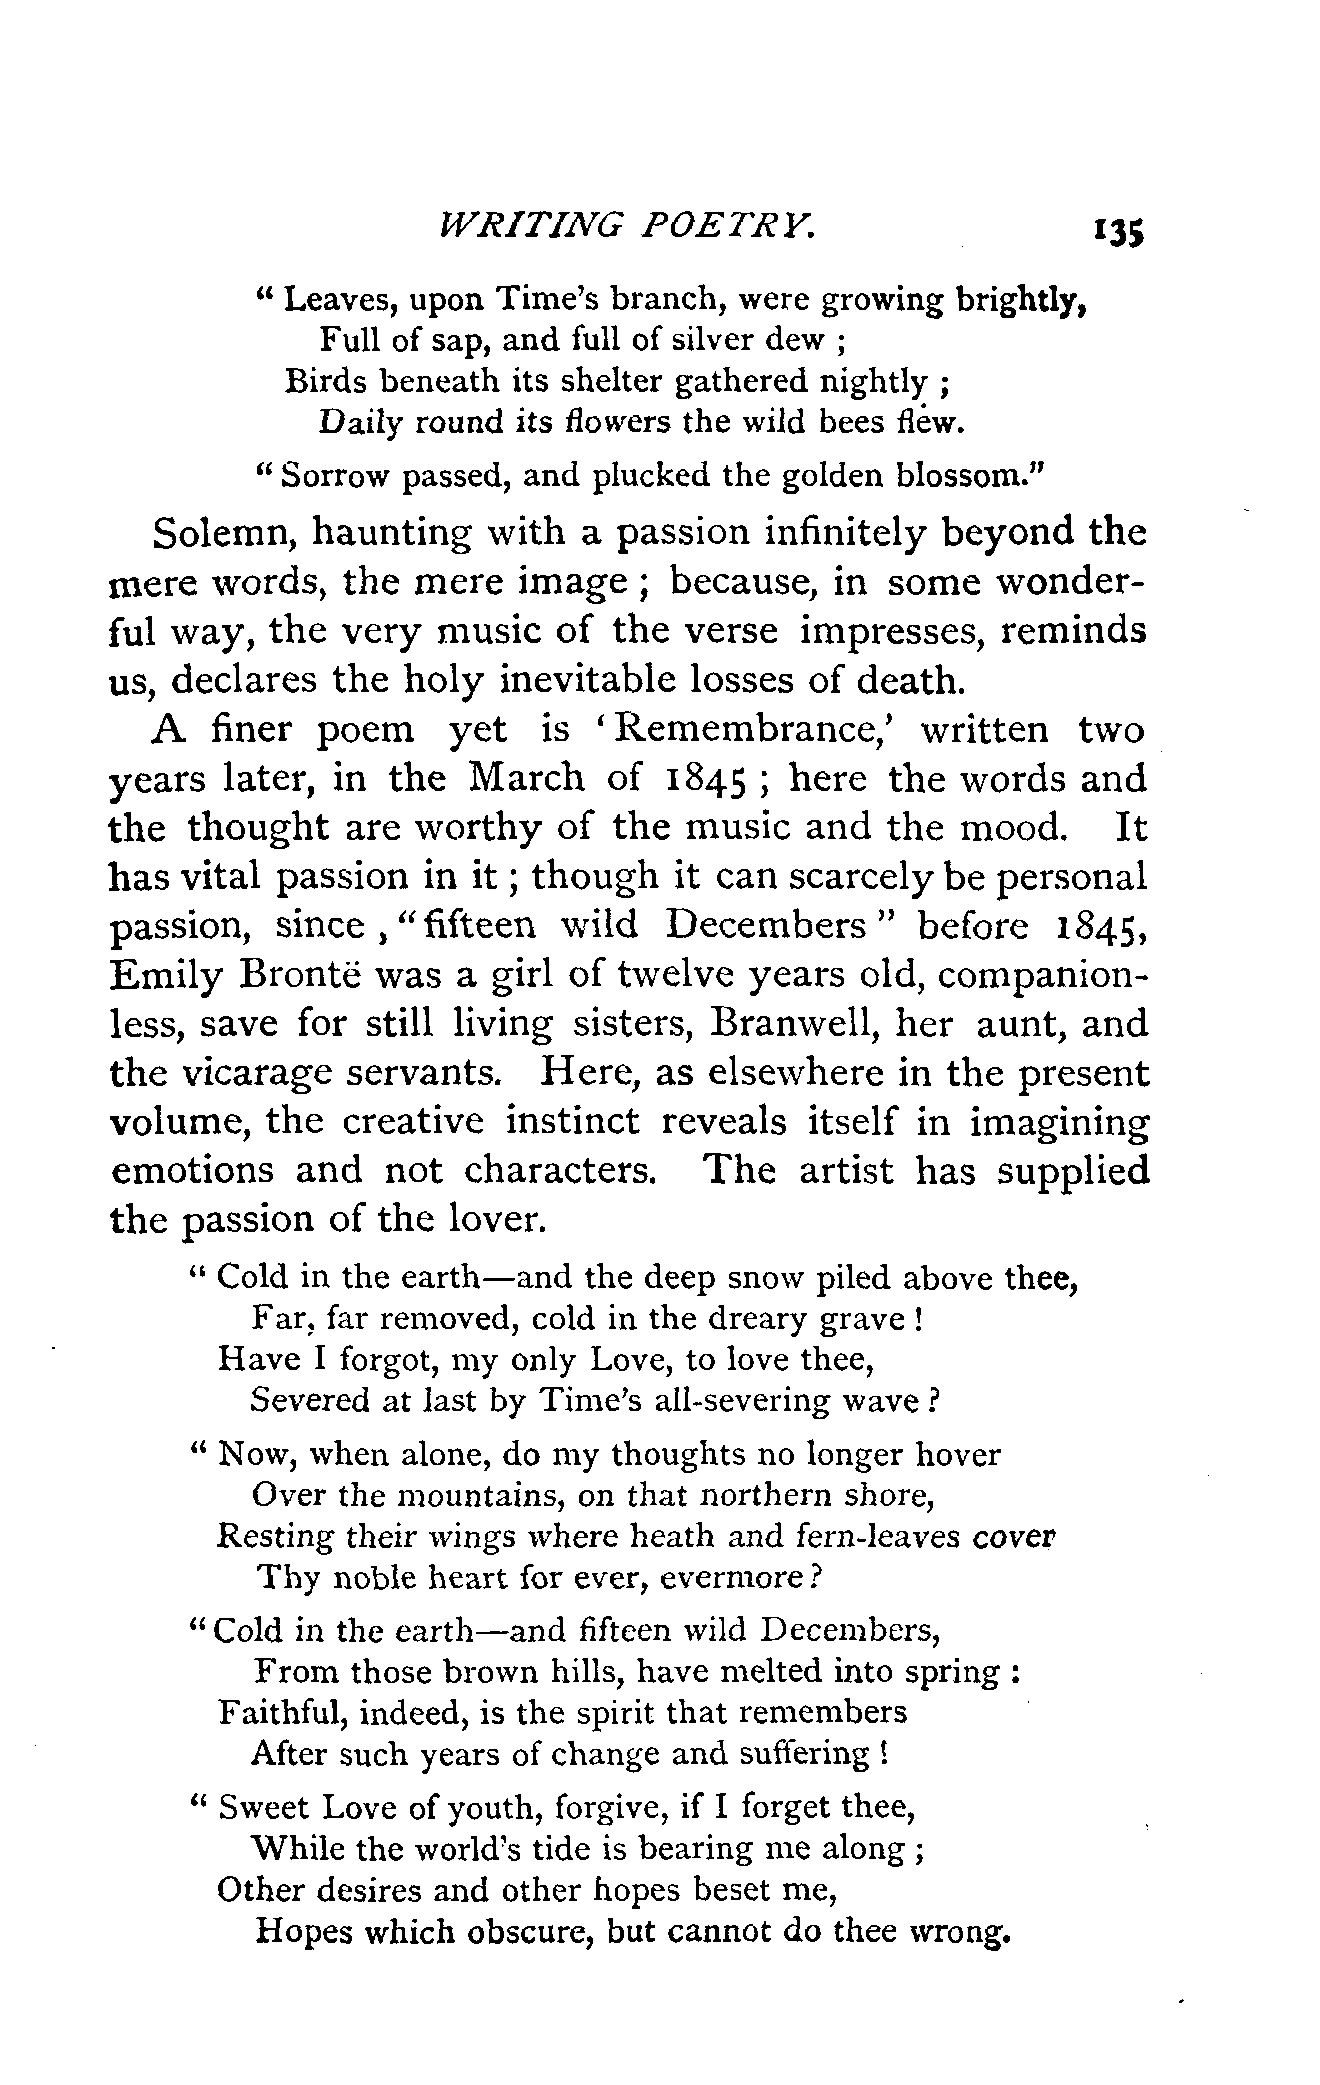 WRITING POETRY. 135
“ Leaves, upon Time’s branch, were growing brightly,
Full of sap, and full of silver dew ;
Birds beneath its shelter gathered nightly ;
Daily round its flowers the wild bees flew.
“ Sorrow passed, and plucked the golden blossom.”
Solemn, haunting with a passion infinitely beyond the
mere words, the mere image ; because, in some wonder-
ful way, the very music of the verse impresses, reminds
us, declares the holy inevitable losses of death.
A finer poem yet is ‘ Remembrance,’ written two
years later, in the March of 1845 ; here the words and
the thought are worthy of the music and the mood. It
has vital passion in it ; though it can scarcely be personal
passion, since , “ fifteen wild Decembers ” before 1845,
Emily Brontë was a girl of twelve years old, companion-
less, save for still living sisters, Branwell, her aunt, and
the vicarage servants. Here, as elsewhere in the present
volume, the creative instinct reveals itself in imagining
emotions and not characters. The artist has supplied
the passion of the lover.
“ Cold in the earth—and the deep snow piled above thee,
Far, far removed, cold in the dreary grave !
Have I forgot, my only Love, to love thee,
Severed at last by Time’s all-severing wave ?
“ Now, when alone, do my thoughts no longer hover
Over the mountains, on that northern shore,
Resting their wings where heath and fern-leaves cover
Thy noble heart for ever, evermore ?
“ Cold in the earth—and fifteen wild Decembers,
From those brown hills, have melted into spring :
Faithful, indeed, is the spirit that remembers
After such years of change and suffering !
“ Sweet Love of youth, forgive, if I forget thee,
While the world’s tide is bearing me along ;
Other desires and other hopes beset me,
Hopes which obscure, but cannot do thee wrong.